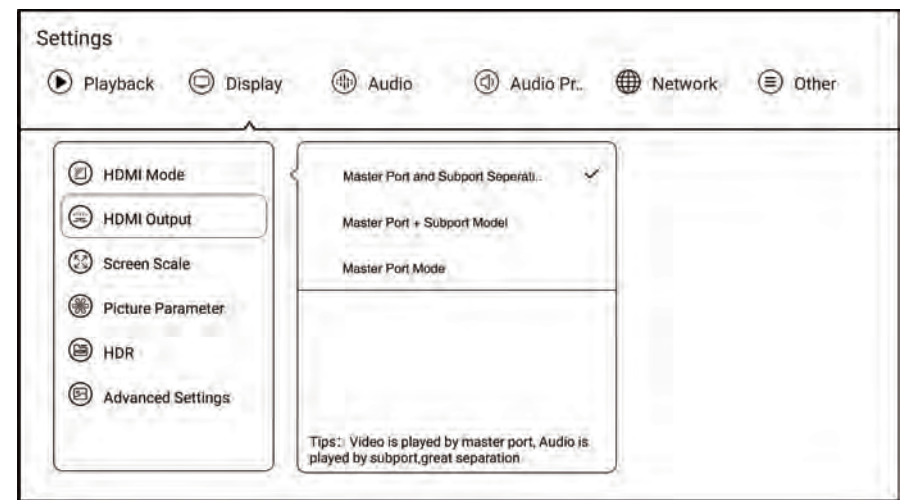 Settings
Playback Display Audio Audio Pr.. Network Other
HDMI Mode
HDMI Output
Screen Scale
Picture Parameter
HDR
Advanced Settings
Master Port and Subport Seperati..
Master Port + Subport Model
Master Port Mode
Tips: Video is played by master port, Audio is
played by subport,great separation